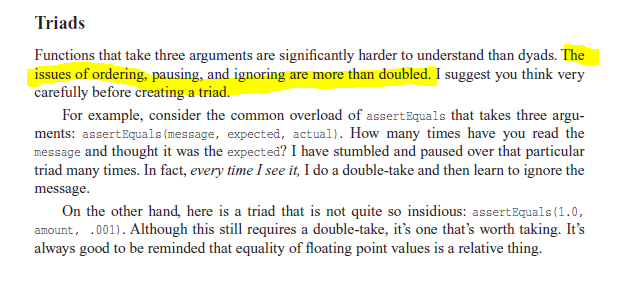 Triads
Functions that take three arguments are significantly harder to understand than dyads. The
issues of ordering, pausing, and ignoring are more than doubled. I suggest you think very
carefully before creating a triad.
For example, consider the common overload of assertEquals that takes three argu-
ments: assertEquals(message, expected, actual). How many times have you read the
message and thought it was the expected? I have stumbled and paused over that particular
triad many times. In fact, every time I see it, I do a double-take and then learn to ignore the
message.
On the other hand, here is a triad that is not quite so insidious: assertEquals(1.0,
amount, .001). Although this still requires a double-take, it's one that's worth taking. It's
always good to be reminded that equality of floating point values is a relative thing.